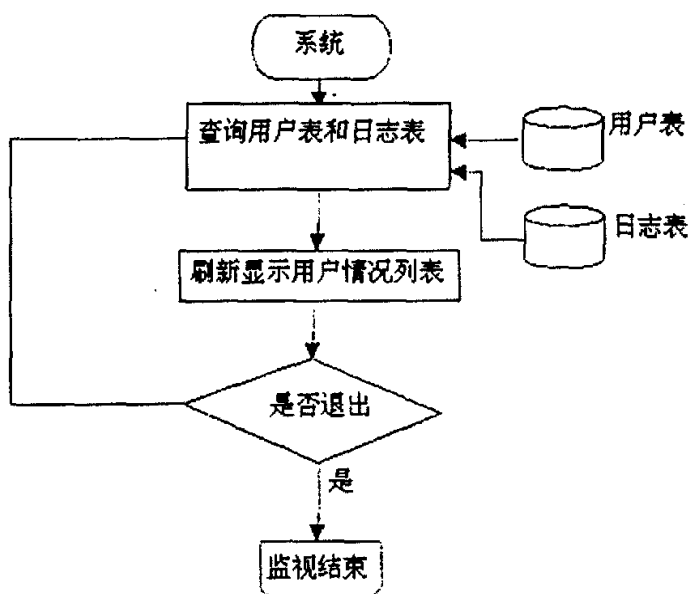 系统
查询用户表和日志表
用户表
日志表
刷新显示用户情况列表
是否退出
是
监视结束